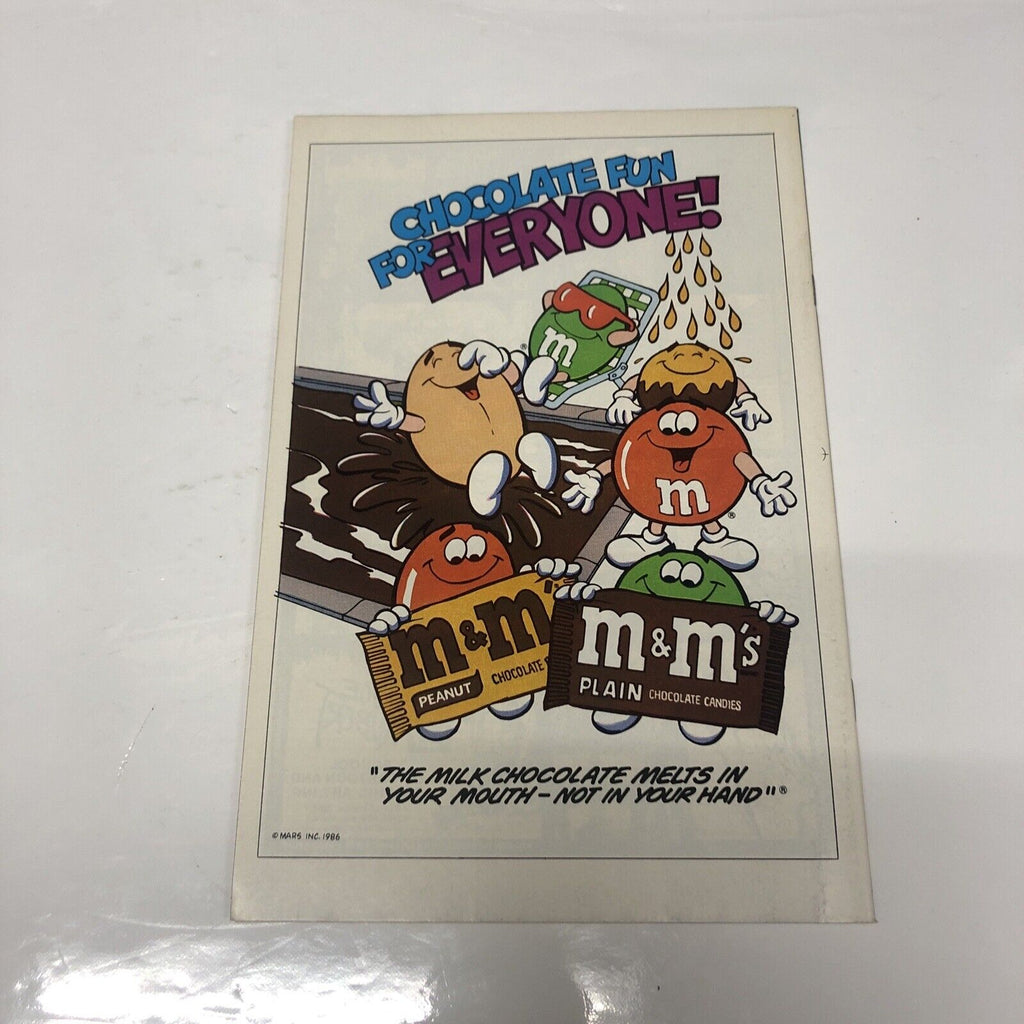 CHOCOLATE FUN
FOR EVERYONE!
m
®
m
®
m&m's
PEANUT
CHOCOLATE
m&m's
PLAIN CHOCOLATE CANDIES
"THE MILK CHOCOLATE MELTS IN
YOUR MOUTH – NOT IN YOUR HAND"®
© MARS INC. 1986